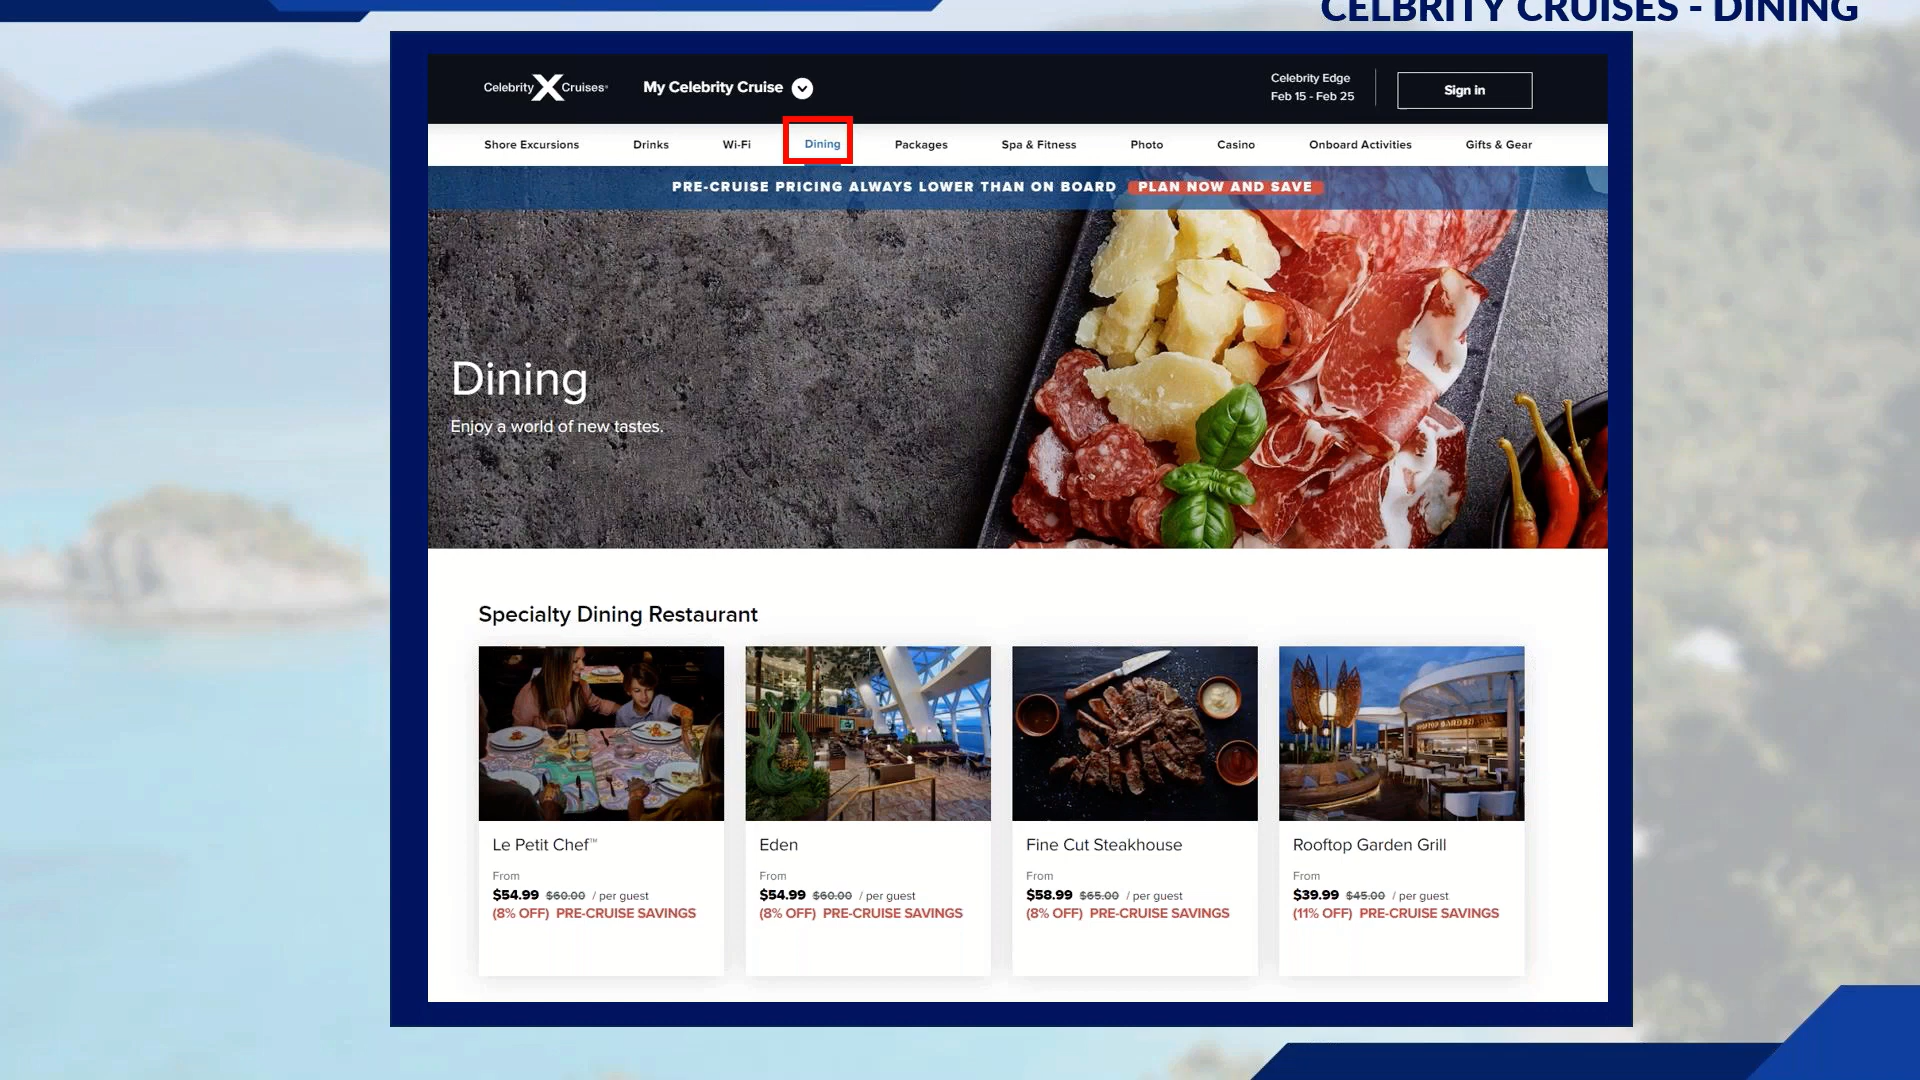 CELBRITY CRUISES - DINING
Celebrity X Cruises®
My Celebrity Cruise
Celebrity Edge
Feb 15 - Feb 25
Sign in
Shore Excursions Drinks Wi-Fi Dining Packages Spa & Fitness Photo Casino Onboard Activities Gifts & Gear
PRE-CRUISE PRICING ALWAYS LOWER THAN ON BOARD PLAN NOW AND SAVE
Dining
Enjoy a world of new tastes.
Specialty Dining Restaurant
ROOFTOP GARDEN GRILL
Le Petit Chef™
From
$54.99 $60.00 / per guest
(8% OFF) PRE-CRUISE SAVINGS
Eden
From
$54.99 $60.00 / per guest
(8% OFF) PRE-CRUISE SAVINGS
Fine Cut Steakhouse
From
$58.99 $65.00 / per guest
(8% OFF) PRE-CRUISE SAVINGS
Rooftop Garden Grill
From
$39.99 $45.00 / per guest
(11% OFF) PRE-CRUISE SAVINGS